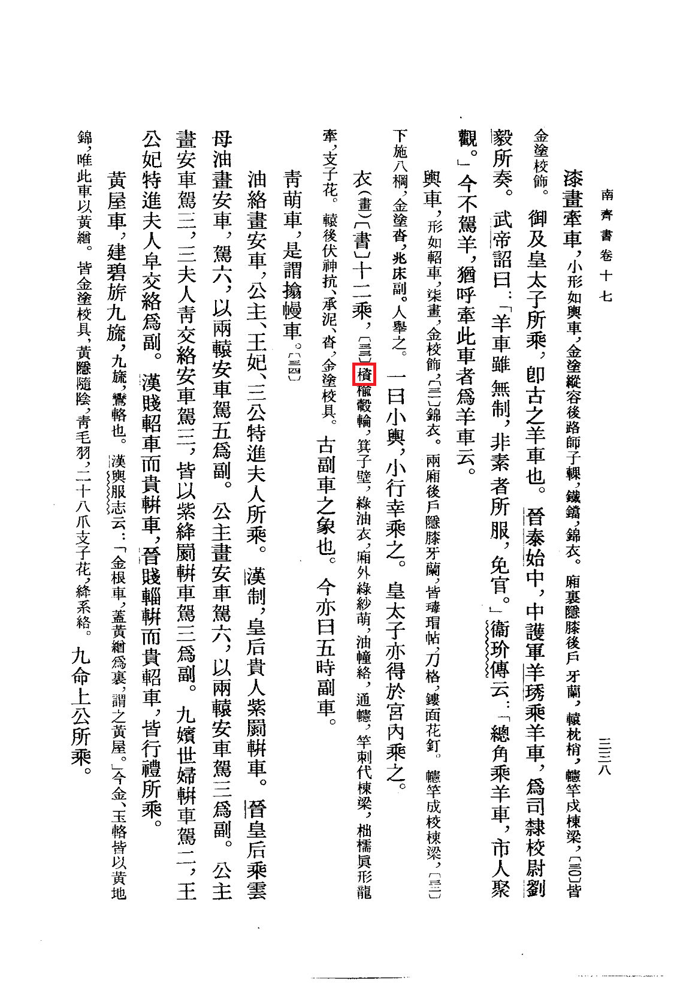 南齊書卷十七
三三八
漆畫牽車，小形如輿車，金塗縱容後路師子轢，鐵鐺，錦衣。廂裏隱膝後戶牙蘭，轅枕梢，幰竿戍棟梁，〔三〇〕皆
金塗校飾。御及皇太子所乘，卽古之羊車也。晉泰始中，中護軍羊琇乘羊車，爲司隸校尉劉
毅所奏。武帝詔曰：「羊車雖無制，非素者所服，免官。」衞玠傳云：「總角乘羊車，市人聚
觀。」今不駕羊，猶呼牽此車者爲羊車云。
輿車，形如軺車，柒畫，金校飾，〔三一〕錦衣。兩廂後戶隱膝牙蘭，皆瑇瑁帖，刀格，鏤面花釘。幰竿成校棟梁，〔三二〕
下施八棡，金塗沓，兆床副。人舉之。一曰小輿，小行幸乘之。皇太子亦得於宮內乘之。
衣（畫）〔書〕十二乘，〔三三〕檳榆轂輪，箕子壁，綠油衣，廂外綠紗萌，油幢絡，通幰，竿刺代棟梁，柮檽眞形龍
牽，支子花。轅後伏神抗、承泥、沓，金塗校具。古副車之象也。今亦曰五時副車。
靑萌車，是謂搧幔車。〔三四〕
油絡畫安車，公主、王妃、三公特進夫人所乘。漢制，皇后貴人紫罽軿車。晉皇后乘雲
母油畫安車，駕六，以兩轅安車駕五爲副。公主畫安車駕六，以兩轅安車駕三爲副。公主
畫安車駕三，三夫人靑交絡安車駕三，皆以紫絳罽軿車駕三爲副。九嬪世婦軿車駕二，王
公妃特進夫人皁交絡爲副。漢賤軺車而貴軿車，晉賤輜軿而貴軺車，皆行禮所乘。
黃屋車，建碧旂九旒，九旒，鸞輅也。漢輿服志云：「金根車，蓋黃繒爲裏，謂之黃屋。」今金、玉輅皆以黃地
錦，唯此車以黃繒。皆金塗校具，黃隱隨陰，靑毛羽，二十八爪支子花，絳系絡。九命上公所乘。